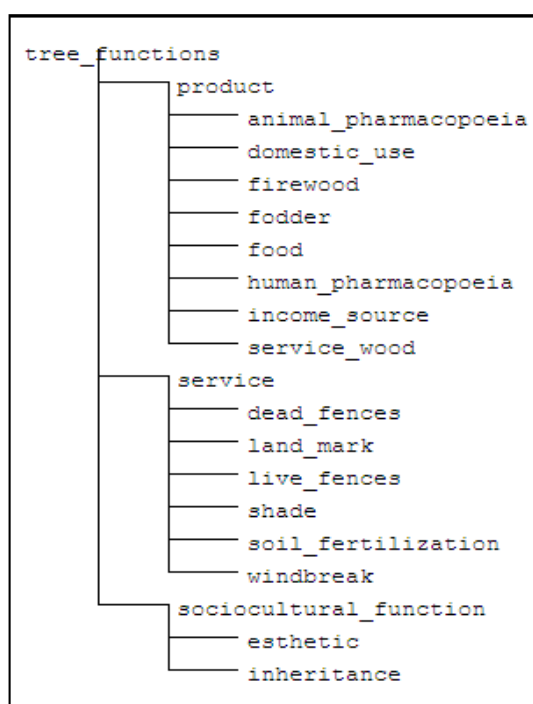 tree_functions
product
animal_pharmacopoeia
domestic_use
firewood
fodder
food
human_pharmacopoeia
income_source
service_wood
service
dead_fences
land_mark
live_fences
shade
soil_fertilization
windbreak
sociocultural_function
esthetic
inheritance